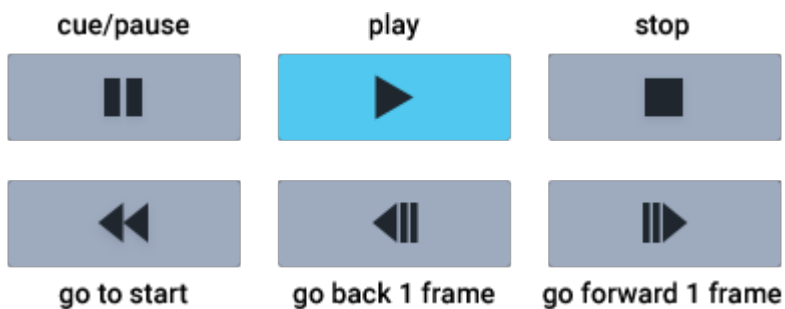 cue/pause
play
stop
go to start
go back 1 frame
go forward 1 frame